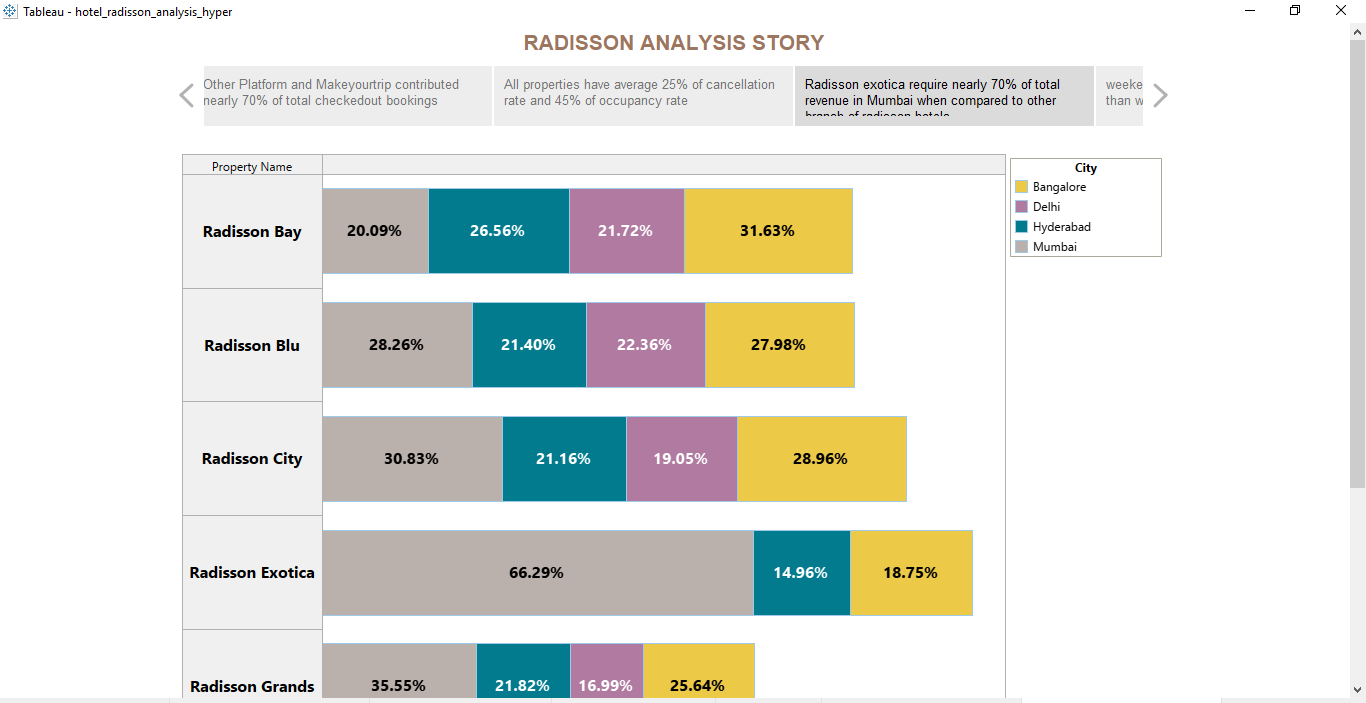 Tableau - hotel_radisson_analysis_hyper
RADISSON ANALYSIS STORY
Other Platform and Makeyourtrip contributed
nearly 70% of total checkedout bookings
All properties have average 25% of cancellation
rate and 45% of occupancy rate
Radisson exotica require nearly 70% of total
revenue in Mumbai when compared to other
branch of radisson hotels
weeke
than w
Property Name
Radisson Bay
20.09%
26.56%
21.72%
31.63%
Radisson Blu
28.26%
21.40%
22.36%
27.98%
Radisson City
30.83%
21.16%
19.05%
28.96%
Radisson Exotica
66.29%
14.96%
18.75%
Radisson Grands
35.55%
21.82%
16.99%
25.64%
City
Bangalore
Delhi
Hyderabad
Mumbai